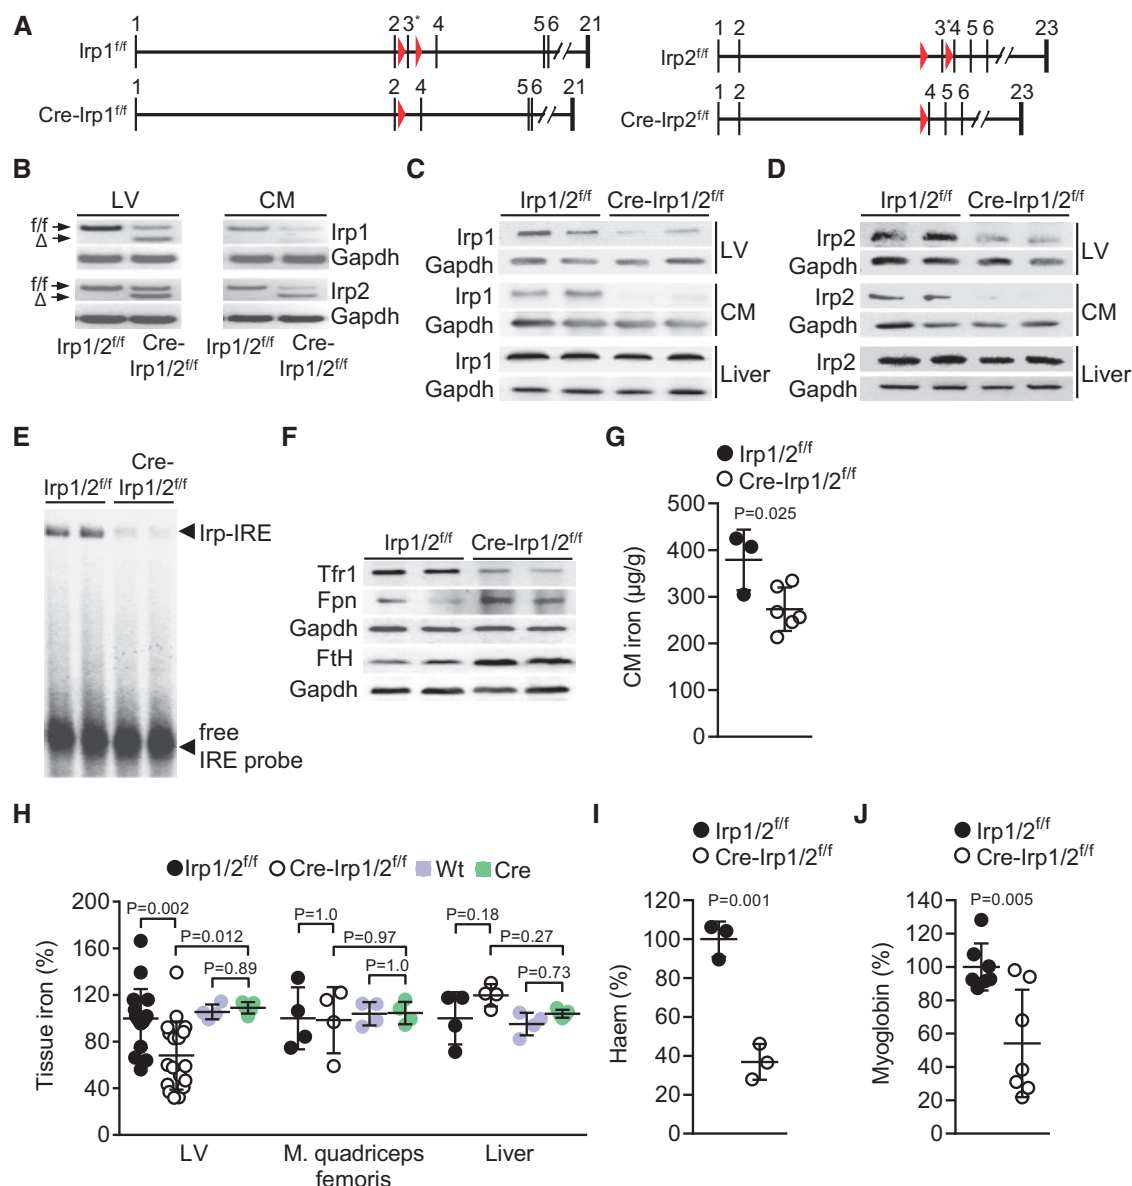 A
1 2 3* 4 5 6 21
Irp1f/f
1 2 4 5 6 21
Cre-Irp1f/f
1 2 3* 4 5 6 23
Irp2f/f
1 2 4 5 6 23
Cre-Irp2f/f
B
LV CM
f/f
Δ
Irp1
Gapdh
f/f
Δ
Irp2
Gapdh
Irp1/2f/f Cre-Irp1/2f/f Irp1/2f/f Cre-Irp1/2f/f
C
Irp1/2f/f Cre-Irp1/2f/f
Irp1
Gapdh
LV
Irp1
Gapdh
CM
Irp1
Gapdh
Liver
D
Irp1/2f/f Cre-Irp1/2f/f
Irp2
Gapdh
LV
Irp2
Gapdh
CM
Irp2
Gapdh
Liver
E
Irp1/2f/f Cre-Irp1/2f/f
Irp-IRE
free
IRE probe
F
Irp1/2f/f Cre-Irp1/2f/f
Tfr1
Fpn
Gapdh
FtH
Gapdh
G
Irp1/2f/f
Cre-Irp1/2f/f
P=0.025
CM iron (µg/g)
500
400
300
200
100
0
H
Irp1/2f/f Cre-Irp1/2f/f Wt Cre
Tissue iron (%)
200
160
120
80
40
0
P=0.002
P=0.012
P=0.89
P=1.0
P=0.97
P=1.0
P=0.18
P=0.27
P=0.73
LV
M. quadriceps
femoris
Liver
I
Irp1/2f/f
Cre-Irp1/2f/f
P=0.001
Haem (%)
120
100
80
60
40
20
0
J
Irp1/2f/f
Cre-Irp1/2f/f
P=0.005
Myoglobin (%)
140
120
100
80
60
40
20
0